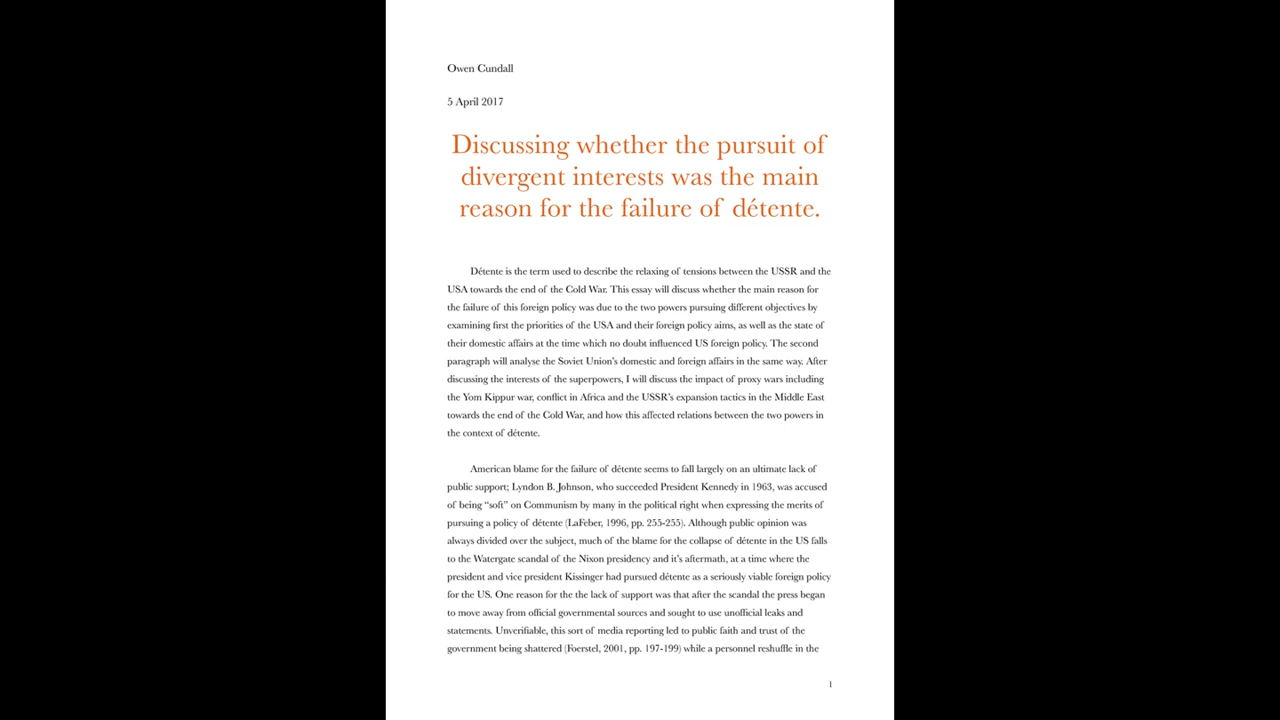 Owen Cundall
5 April 2017
Discussing whether the pursuit of
divergent interests was the main
reason for the failure of détente.
Détente is the term used to describe the relaxing of tensions between the USSR and the
USA towards the end of the Cold War. This essay will discuss whether the main reason for
the failure of this foreign policy was due to the two powers pursuing different objectives by
examining first the priorities of the USA and their foreign policy aims, as well as the state of
their domestic affairs at the time which no doubt influenced US foreign policy. The second
paragraph will analyse the Soviet Union's domestic and foreign affairs in the same way. After
discussing the interests of the superpowers, I will discuss the impact of proxy wars including
the Yom Kippur war, conflict in Africa and the USSR's expansion tactics in the Middle East
towards the end of the Cold War, and how this affected relations between the two powers in
the context of détente.
American blame for the failure of détente seems to fall largely on an ultimate lack of
public support; Lyndon B. Johnson, who succeeded President Kennedy in 1963, was accused
of being “soft” on Communism by many in the political right when expressing the merits of
pursuing a policy of détente (LaFeber, 1996, pp. 255-255). Although public opinion was
always divided over the subject, much of the blame for the collapse of détente in the US falls
to the Watergate scandal of the Nixon presidency and it's aftermath, at a time where the
president and vice president Kissinger had pursued détente as a seriously viable foreign policy
for the US. One reason for the the lack of support was that after the scandal the press began
to move away from official governmental sources and sought to use unofficial leaks and
statements. Unverifiable, this sort of media reporting led to public faith and trust of the
government being shattered (Foerstel, 2001, pp. 197-199) while a personnel reshuffle in the
1